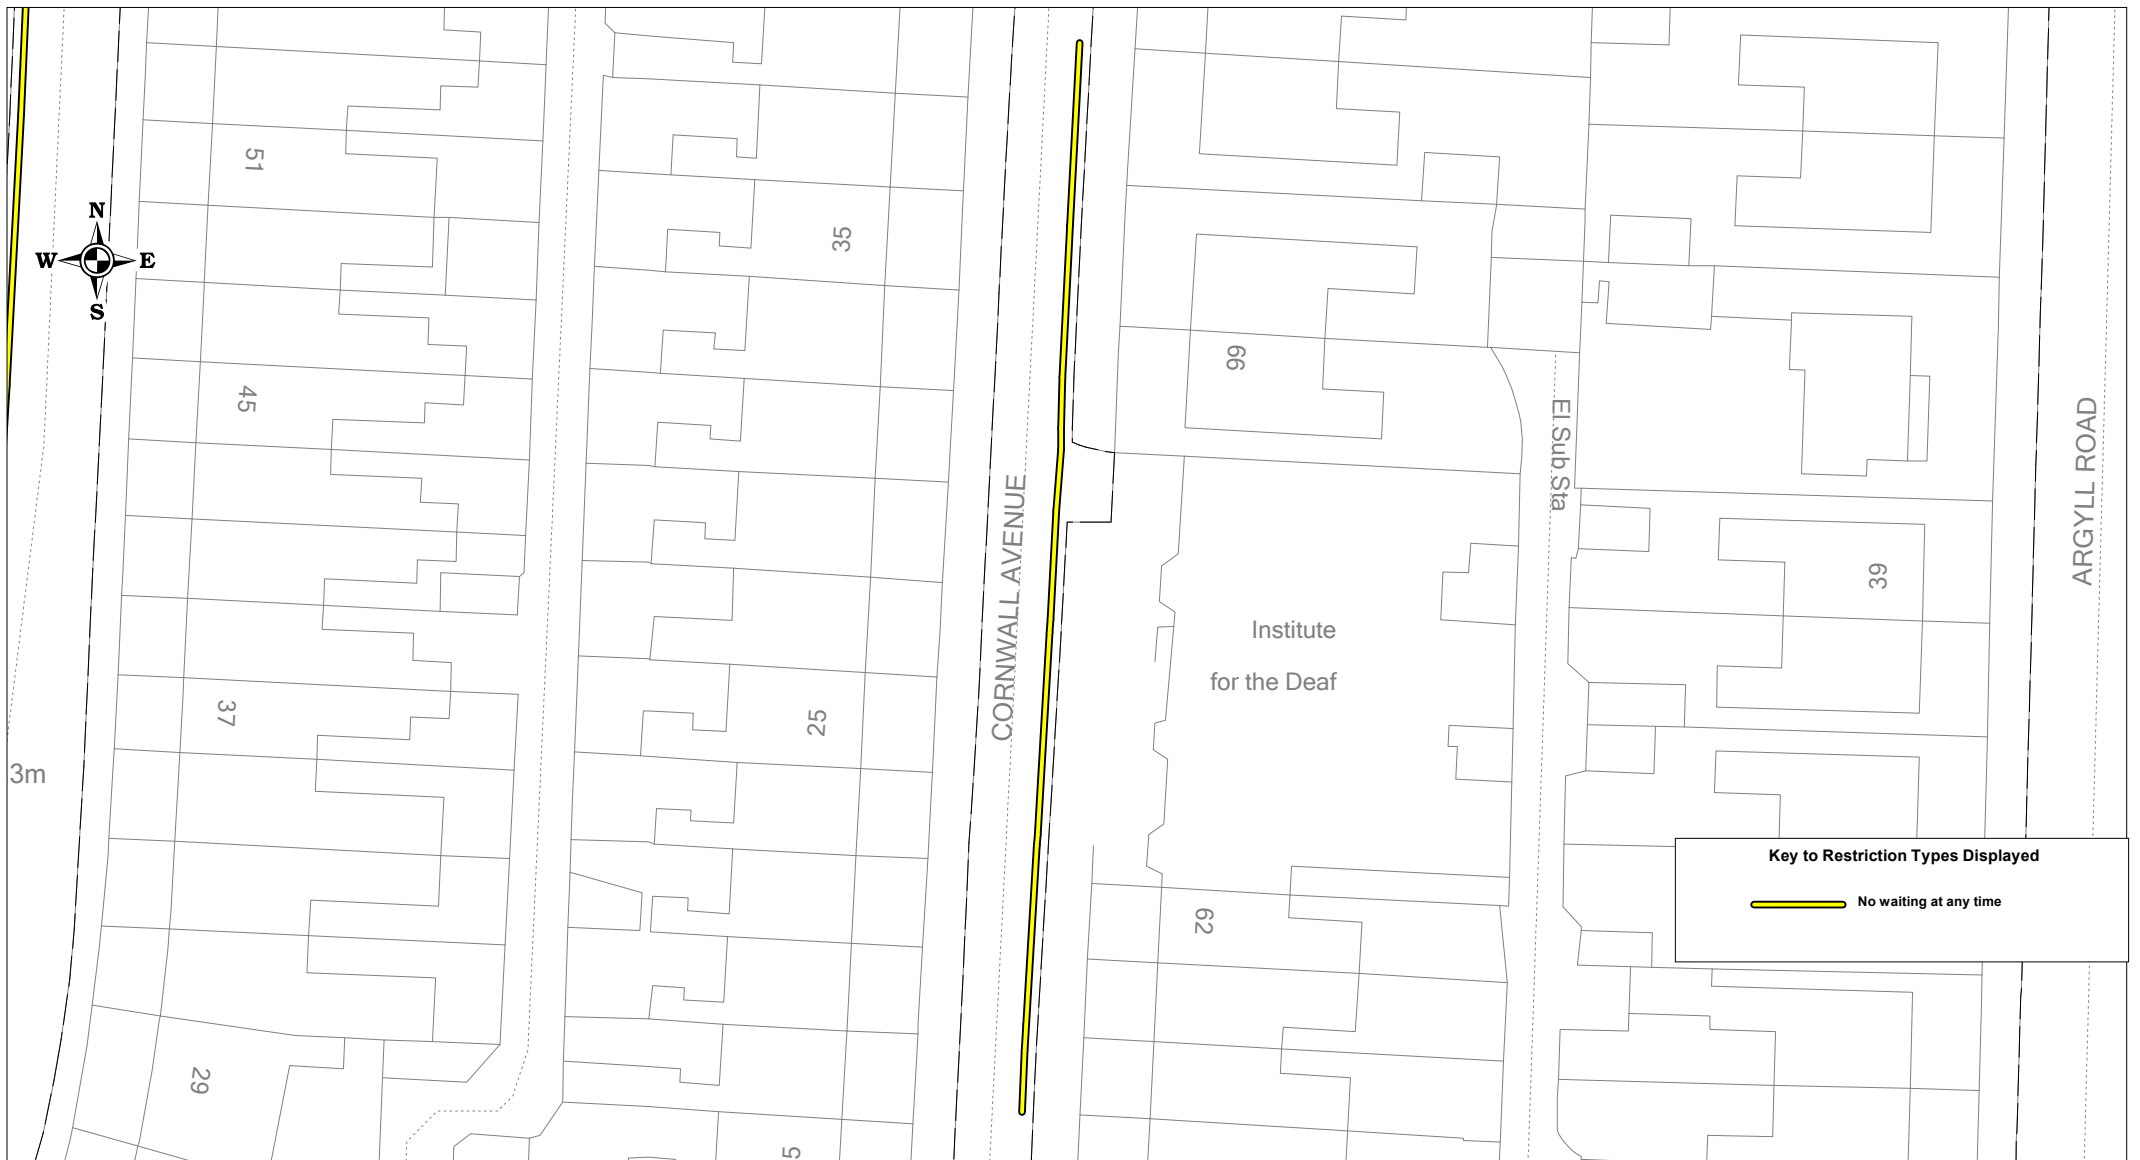 51
N
W E
S
35
45
66
El Sub Sta
ARGYLL ROAD
CORNWALL AVENUE
39
Institute
for the Deaf
37
25
3m
Key to Restriction Types Displayed
No waiting at any time
62
29